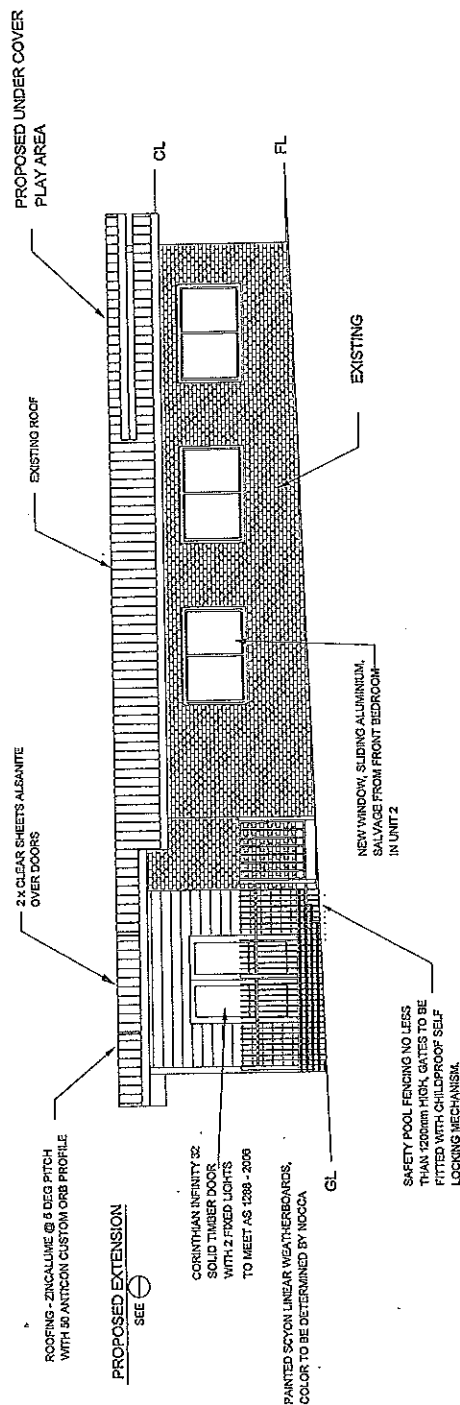 ROOFING - ZINCALUME @ 5 DEG PITCH
WITH 50 ANTICON CUSTOM ORB PROFILE
2 x CLEAR SHEETS ALSANITE
OVER DOORS
EXISTING ROOF
PROPOSED UNDER COVER
PLAY AREA
PROPOSED EXTENSION
SEE
CL
FL
CORINTHIAN INFINITY 32
SOLID TIMBER DOOR
WITH 2 FIXED LIGHTS
TO MEET AS 1288 - 2006
EXISTING
PAINTED SCYON LINEAR WEATHERBOARDS,
COLOR TO BE DETERMINED BY NOCCA
GL
NEW WINDOW, SLIDING ALUMINIUM,
SALVAGE FROM FRONT BEDROOM
IN UNIT 2
SAFETY POOL FENCING NO LESS
THAN 1200mm HIGH, GATES TO BE
FITTED WITH CHILDPROOF SELF
LOCKING MECHANISM.